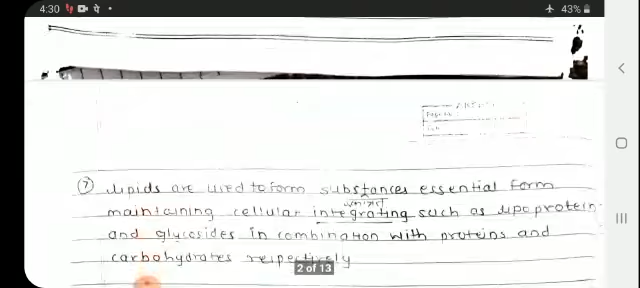 4:30
43%
⑦ Lipids are used to form substances essential form
maintaining cellular integrating such as lipoprotein
and glycosides in combination with proteins and
carbohydrates respectively
2 of 13